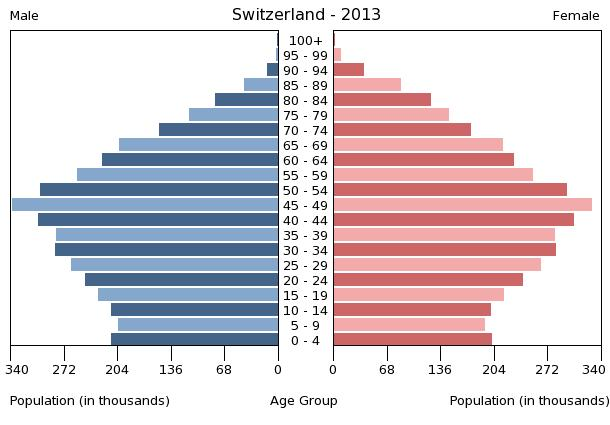 Switzerland - 2013
Male
Female
100+
95 - 99
90 - 94
85 - 89
80 - 84
75 - 79
70 - 74
65 - 69
60 - 64
55 - 59
50 - 54
45 - 49
40 - 44
35 - 39
30 - 34
25 - 29
20 - 24
15 - 19
10 - 14
5 - 9
0 - 4
340 272 204 136 68 0 0 68 136 204 272 340
Population (in thousands) Age Group Population (in thousands)